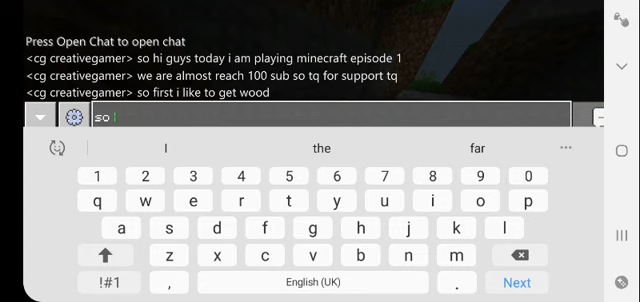 Press Open Chat to open chat
<cg creativegamer> so hi guys today i am playing minecraft episode 1
<cg creativegamer> we are almost reach 100 sub so tq for support tq
<cg creativegamer> so first i like to get wood
so
I the far ...
1 2 3 4 5 6 7 8 9 0
q w e r t y u i o p
a s d f g h j k l
z x c v b n m
!#1 , English (UK) . Next